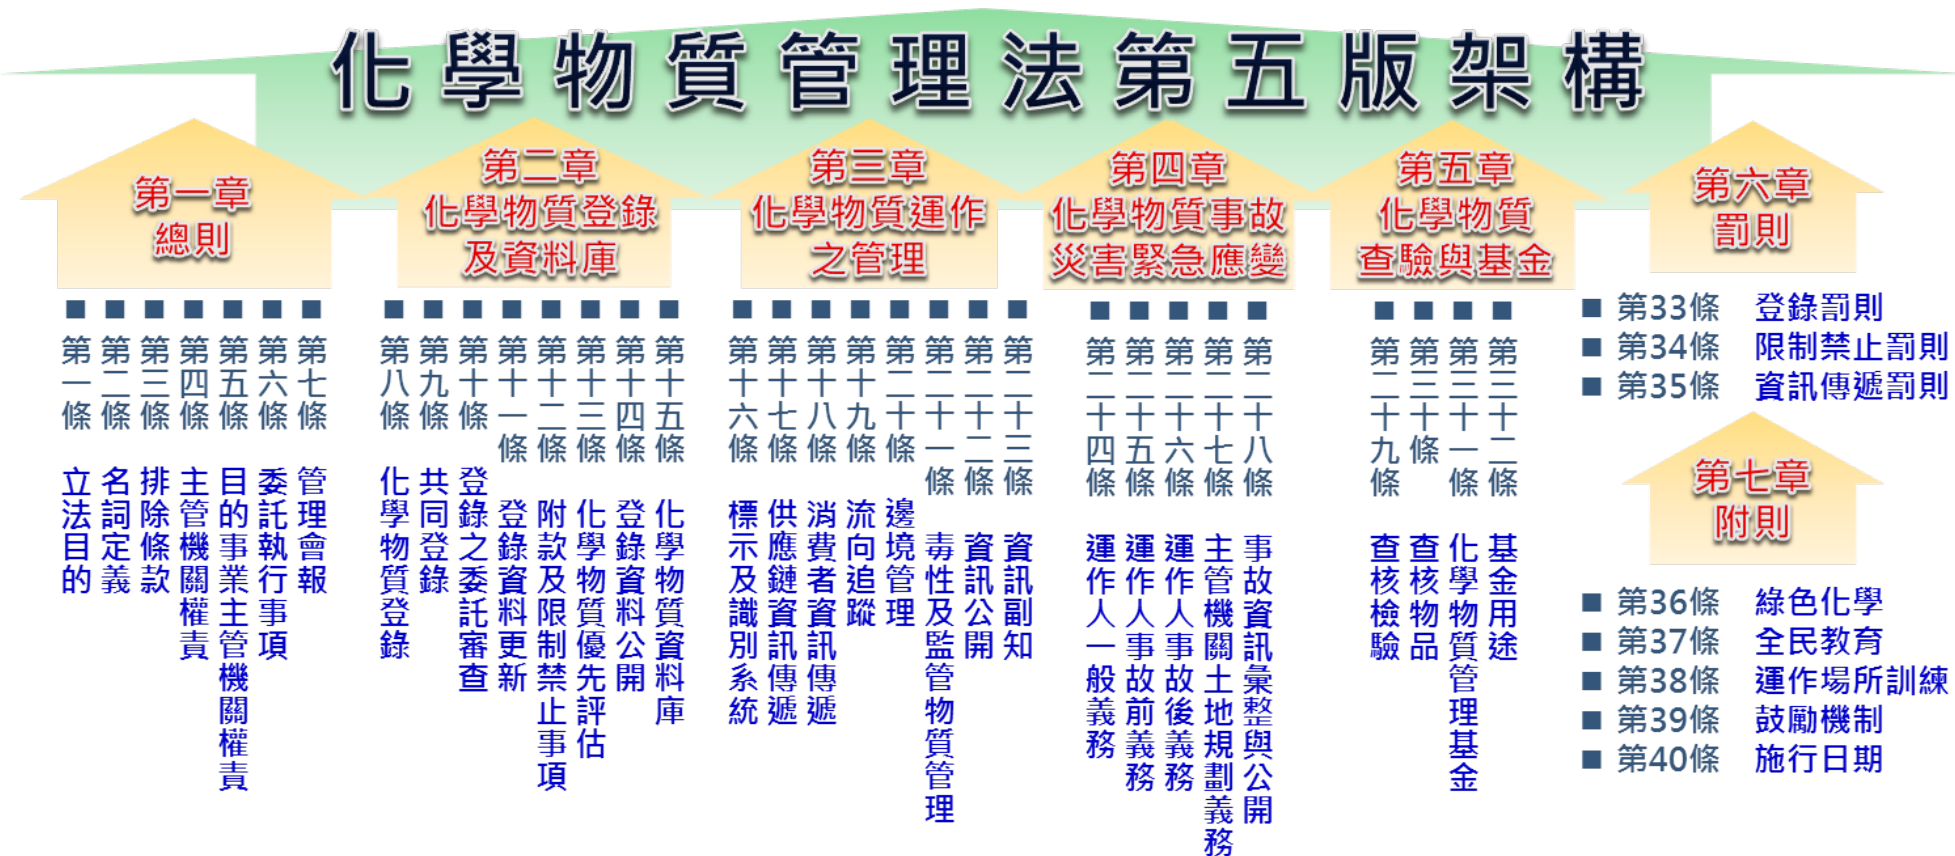 化學物質管理法第五版架構
第一章
總則
■ 第一條 立法目的
■ 第二條 名詞定義
■ 第三條 排除條款
■ 第四條 主管機關權責
■ 第五條 目的事業主管機關權責
■ 第六條 委託執行事項
■ 第七條 管理會報
第二章
化學物質登錄
及資料庫
■ 第八條 化學物質登錄
■ 第九條 共同登錄
■ 第十條 登錄之委託審查
■ 第十一條 登錄資料更新
■ 第十二條 附款及限制禁止事項
■ 第十三條 化學物質優先評估
■ 第十四條 登錄資料公開
■ 第十五條 化學物質資料庫
第三章
化學物質運作
之管理
■ 第十六條 標示及識別系統
■ 第十七條 供應鏈資訊傳遞
■ 第十八條 消費者資訊傳遞
■ 第十九條 流向追蹤
■ 第二十條 邊境管理
■ 第二十一條 毒性及監管物質管理
■ 第二十二條 資訊公開
■ 第二十三條 資訊副知
第四章
化學物質事故
災害緊急應變
■ 第二十四條 運作人一般義務
■ 第二十五條 運作人事故前義務
■ 第二十六條 運作人事故後義務
■ 第二十七條 主管機關土地規劃義務
■ 第二十八條 事故資訊彙整與公開
第五章
化學物質
查驗與基金
■ 第二十九條 查核檢驗
■ 第三十條 查核物品
■ 第三十一條 化學物質管理基金
■ 第三十二條 基金用途
第六章
罰則
■ 第33條 登錄罰則
■ 第34條 限制禁止罰則
■ 第35條 資訊傳遞罰則
第七章
附則
■ 第36條 綠色化學
■ 第37條 全民教育
■ 第38條 運作場所訓練
■ 第39條 鼓勵機制
■ 第40條 施行日期